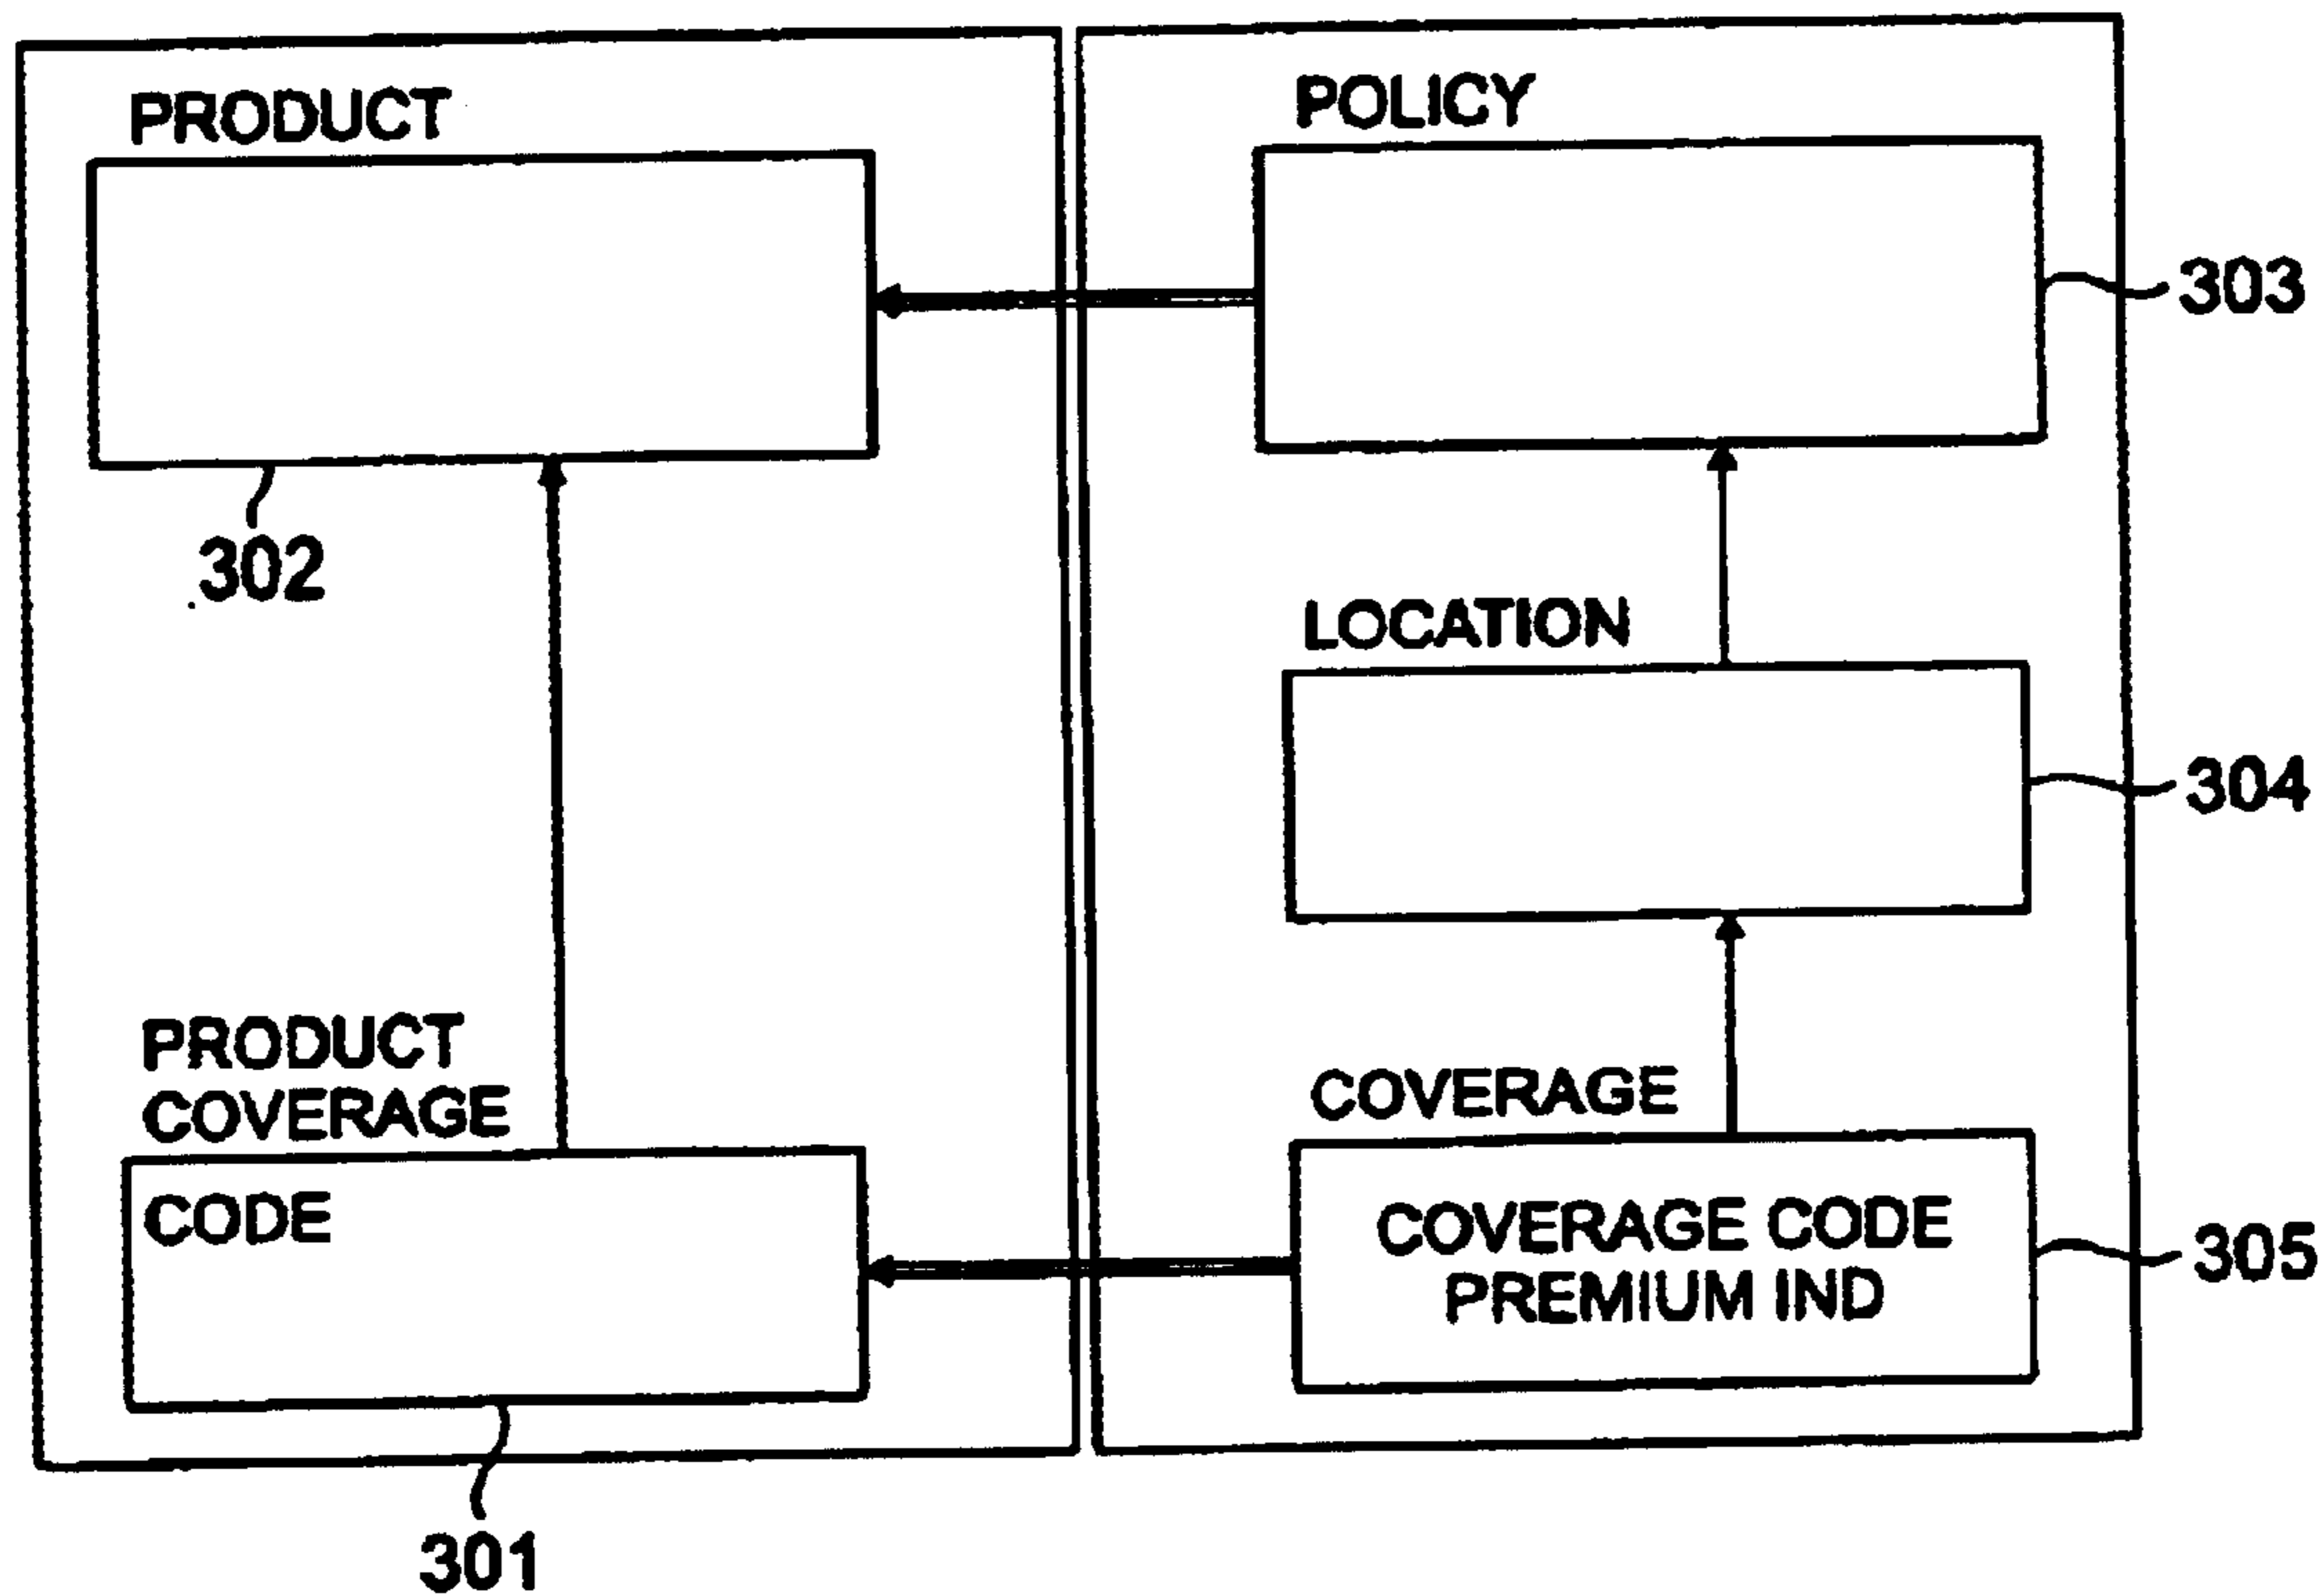 PRODUCT
302
PRODUCT
COVERAGE
CODE
301
POLICY
303
LOCATION
304
COVERAGE
COVERAGE CODE
PREMIUM IND
305